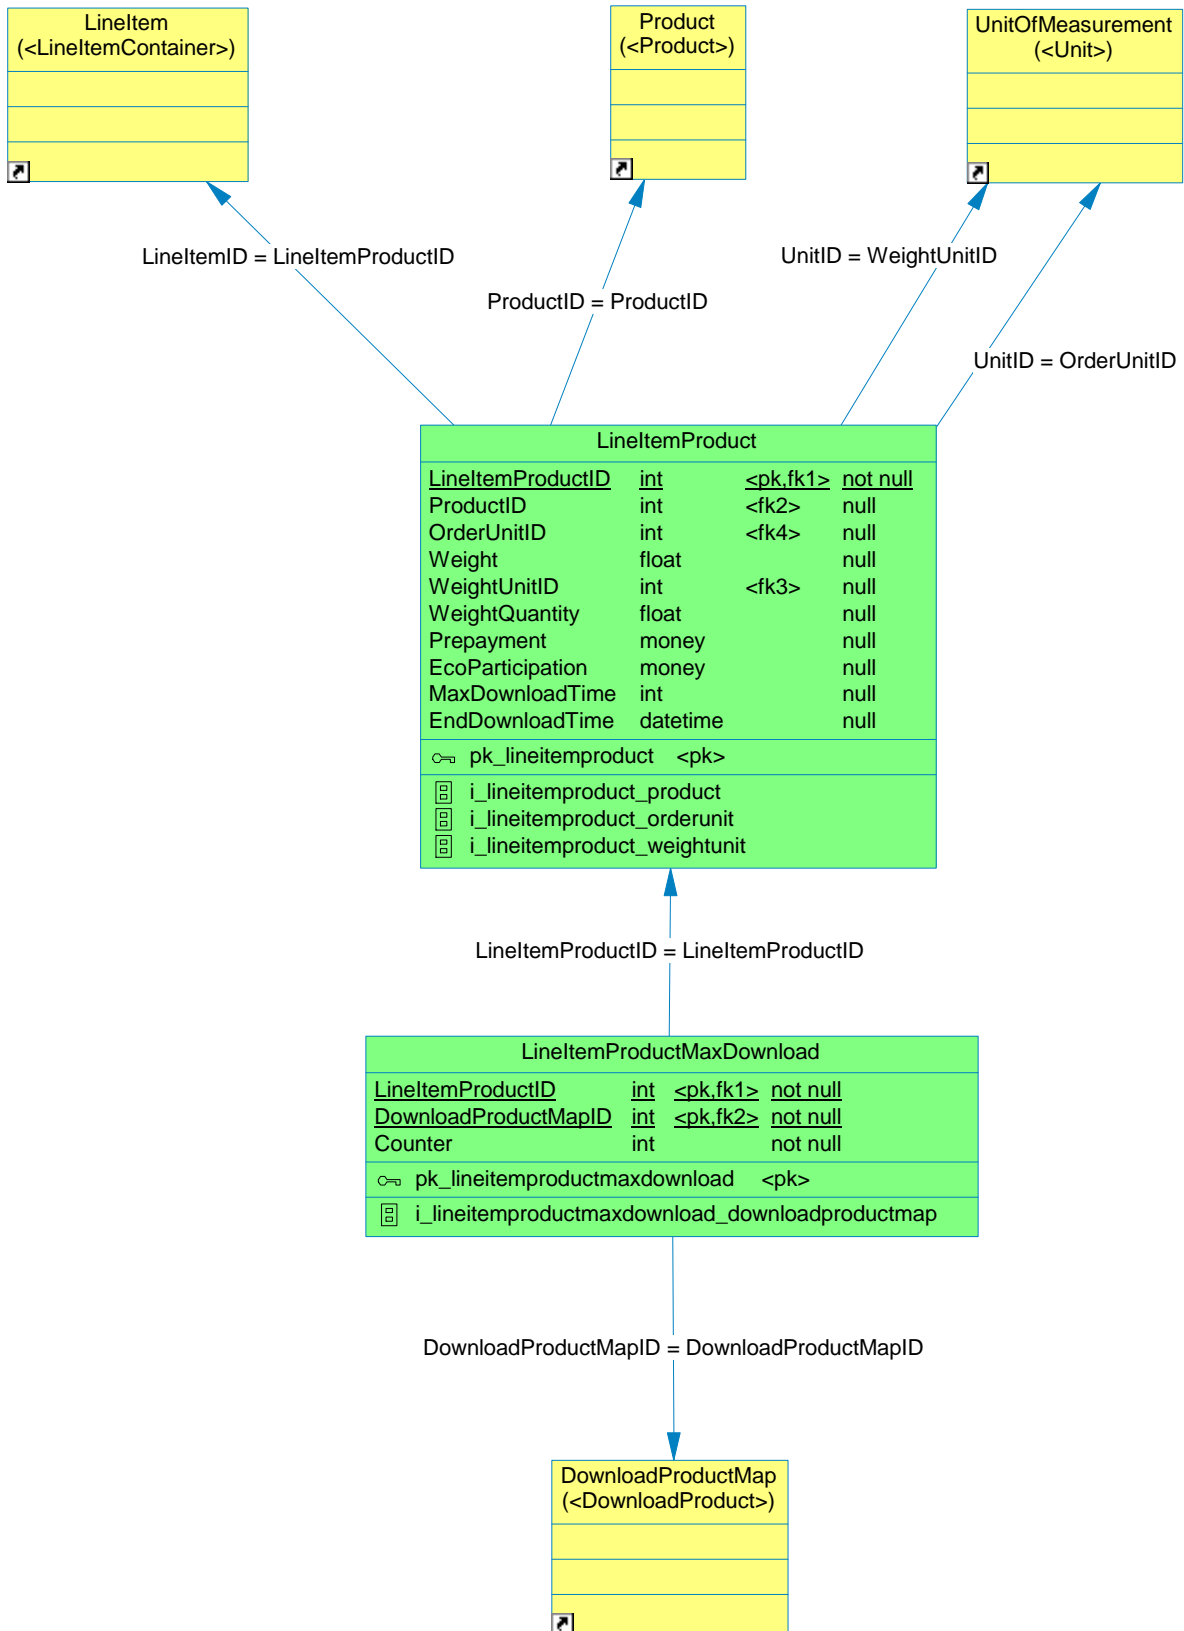 LineItem
(<LineItemContainer>)
Product
(<Product>)
UnitOfMeasurement
(<Unit>)
LineItemID = LineItemProductID
UnitID = WeightUnitID
ProductID = ProductID
UnitID = OrderUnitID
LineItemProduct
LineItemProductID int <pk,fk1> not null
ProductID int <fk2> null
OrderUnitID int <fk4> null
Weight float null
WeightUnitID int <fk3> null
WeightQuantity float null
Prepayment money null
EcoParticipation money null
MaxDownloadTime int null
EndDownloadTime datetime null
pk_lineitemproduct <pk>
i_lineitemproduct_product
i_lineitemproduct_orderunit
i_lineitemproduct_weightunit
LineItemProductID = LineItemProductID
LineItemProductMaxDownload
LineItemProductID int <pk,fk1> not null
DownloadProductMapID int <pk,fk2> not null
Counter int not null
pk_lineitemproductmaxdownload <pk>
i_lineitemproductmaxdownload_downloadproductmap
DownloadProductMapID = DownloadProductMapID
DownloadProductMap
(<DownloadProduct>)